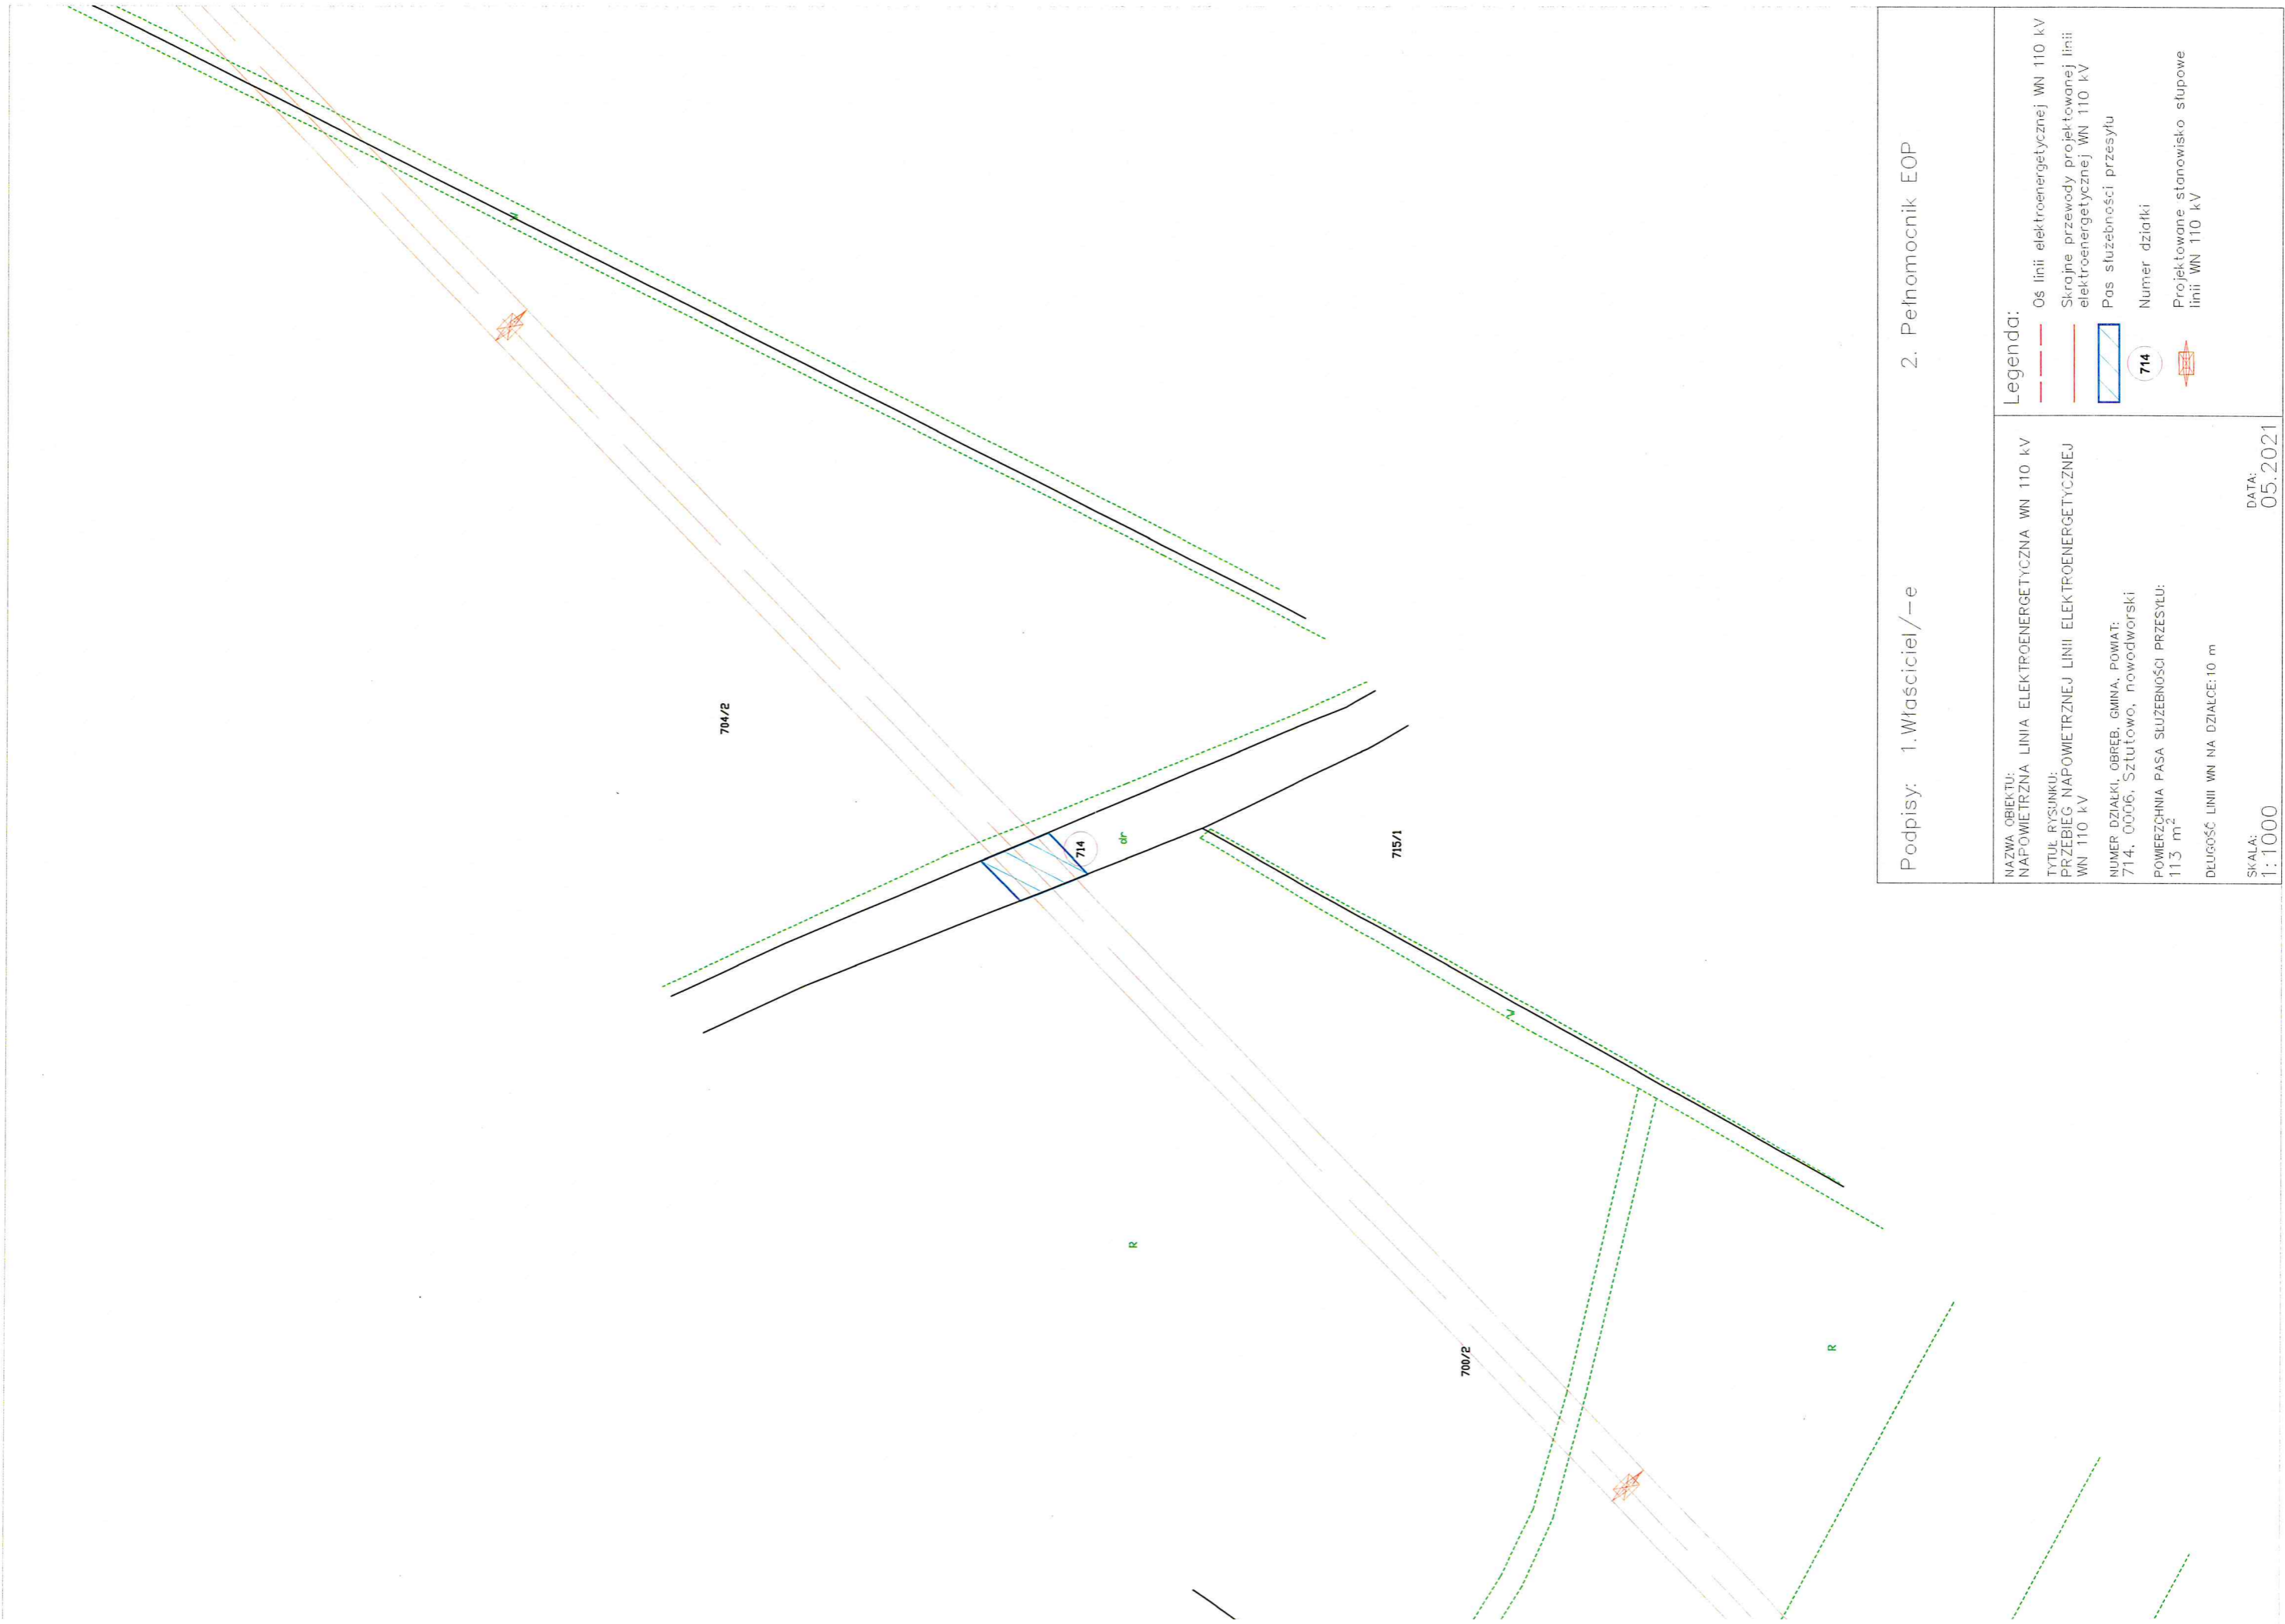 704/2
714
dr
715/1
700/2
R
R
W
W
Podpisy: 1.Właściciel/-e 2. Pełnomocnik EOP
NAZWA OBIEKTU:
NAPOWIETRZNA LINIA ELEKTROENERGETYCZNA WN 110 kV
TYTUŁ RYSUNKU:
PRZEBIEG NAPOWIETRZNEJ LINII ELEKTROENERGETYCZNEJ
WN 110 kV
NUMER DZIAŁKI, OBRĘB, GMINA, POWIAT:
714, 0006, Sztutowo, nowodworski
POWIERZCHNIA PASA SŁUŻEBNOŚCI PRZESYŁU:
113 m²
DŁUGOŚĆ LINII WN NA DZIAŁCE:10 m
SKALA:
1:1000
DATA:
05.2021
Legenda:
Oś linii elektroenergetycznej WN 110 kV
Skrajne przewody projektowanej linii
elektroenergetycznej WN 110 kV
Pas służebności przesyłu
714
Numer działki
Projektowane stanowisko słupowe
linii WN 110 kV